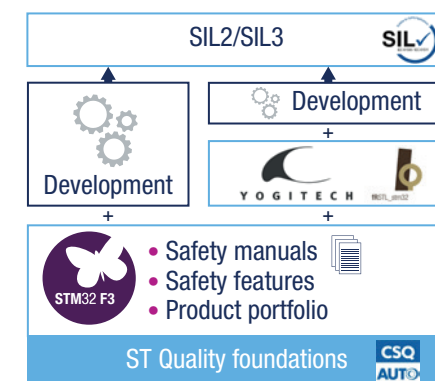 SIL2/SIL3
SIL
Development
Development
+
YOGITECH
fRSTL_stm32
+
+
STM32 F3
• Safety manuals
• Safety features
• Product portfolio
ST Quality foundations
CSQ
AUTO